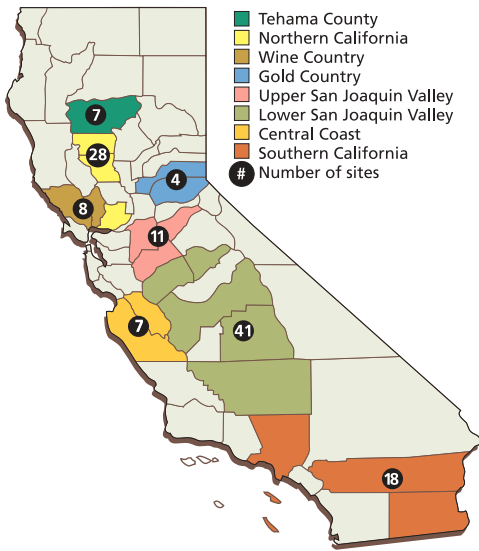 Tehama County
Northern California
Wine Country
Gold Country
Upper San Joaquin Valley
Lower San Joaquin Valley
Central Coast
Southern California
# Number of sites
7
28
4
8
11
7
41
18